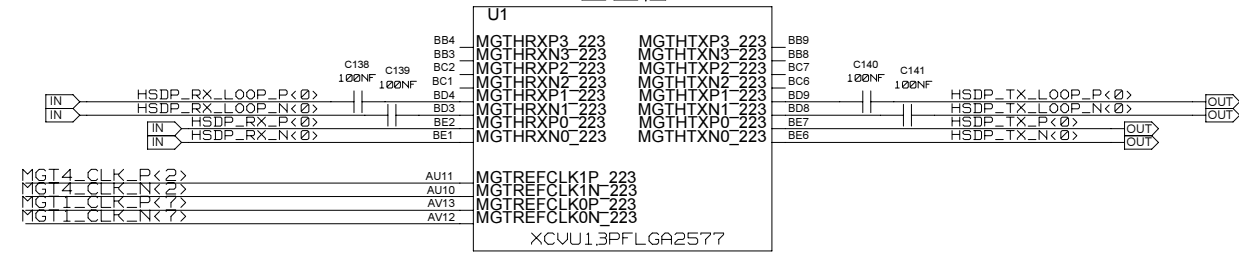 U1
BB4 MGTHRXP3_223 MGTHTXP3_223 BB9
BB3 MGTHRXN3_223 MGTHTXN3_223 BB8
BC2 MGTHRXP2_223 MGTHTXP2_223 BC7
BC1 MGTHRXN2_223 MGTHTXN2_223 BC6
C138 C139 C140 C141
100NF 100NF 100NF 100NF
IN HSDP_RX_LOOP_P<0> BD4 MGTHRXP1_223 MGTHTXP1_223 BD9 HSDP_TX_LOOP_P<0> OUT
IN HSDP_RX_LOOP_N<0> BD3 MGTHRXN1_223 MGTHTXN1_223 BD8 HSDP_TX_LOOP_N<0> OUT
IN HSDP_RX_P<0> BE2 MGTHRXP0_223 MGTHTXP0_223 BE7 HSDP_TX_P<0> OUT
IN HSDP_RX_N<0> BE1 MGTHRXN0_223 MGTHTXN0_223 BE6 HSDP_TX_N<0> OUT
MGT4_CLK_P<2> AU11 MGTREFCLK1P_223
MGT4_CLK_N<2> AU10 MGTREFCLK1N_223
MGT1_CLK_P<7> AV13 MGTREFCLK0P_223
MGT1_CLK_N<7> AV12 MGTREFCLK0N_223
XCVU13PFLGA2577